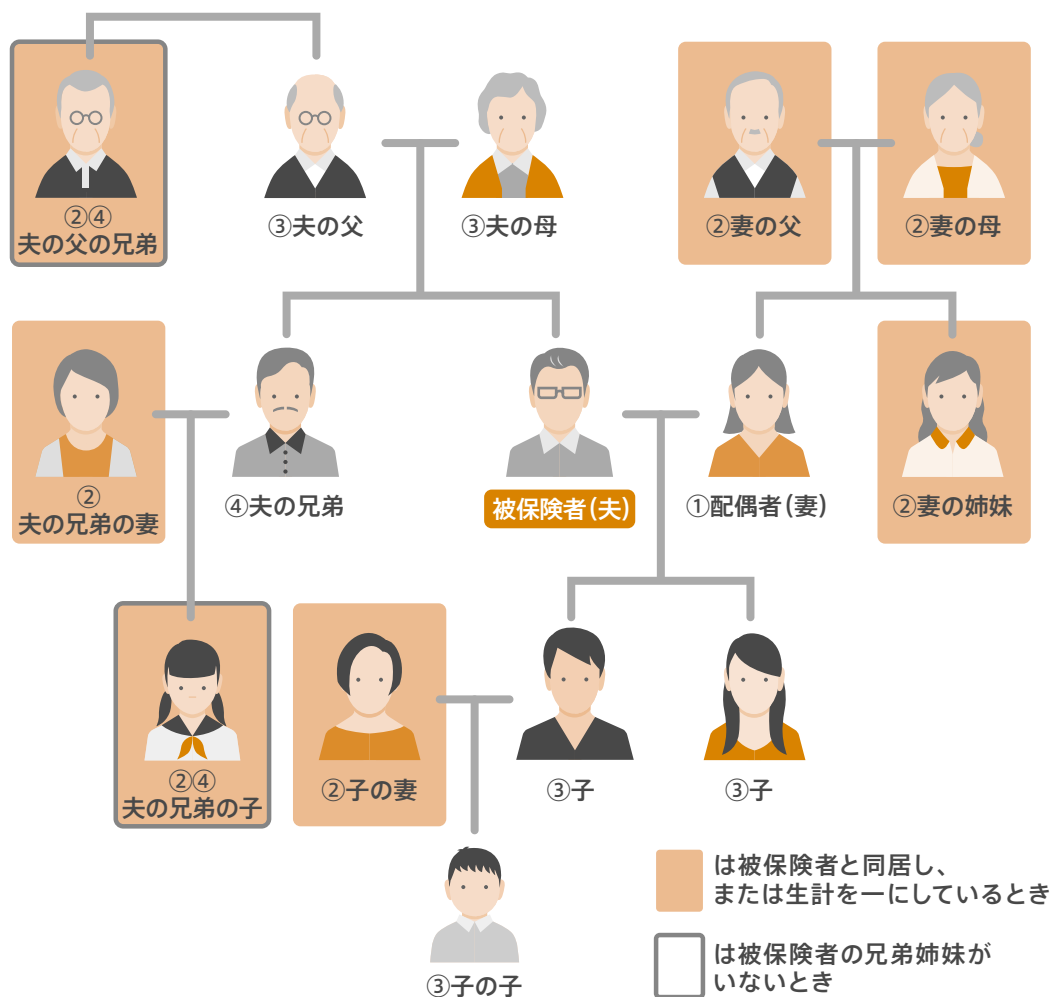 ②④
夫の父の兄弟
③夫の父
③夫の母
②妻の父
②妻の母
②
夫の兄弟の妻
④夫の兄弟
被保険者(夫)
①配偶者(妻)
②妻の姉妹
②④
夫の兄弟の子
②子の妻
③子
③子
③子の子
は被保険者と同居し、
または生計を一にしているとき
は被保険者の兄弟姉妹が
いないとき